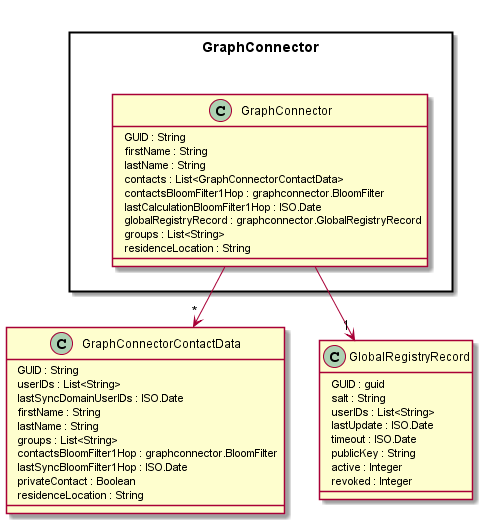 GraphConnector
C GraphConnector
GUID : String
firstName : String
lastName : String
contacts : List<GraphConnectorContactData>
contactsBloomFilter1Hop : graphconnector.BloomFilter
lastCalculationBloomFilter1Hop : ISO.Date
globalRegistryRecord : graphconnector.GlobalRegistryRecord
groups : List<String>
residenceLocation : String
*
1
C GraphConnectorContactData
GUID : String
userIDs : List<String>
lastSyncDomainUserIDs : ISO.Date
firstName : String
lastName : String
groups : List<String>
contactsBloomFilter1Hop : graphconnector.BloomFilter
lastSyncBloomFilter1Hop : ISO.Date
privateContact : Boolean
residenceLocation : String
C GlobalRegistryRecord
GUID : guid
salt : String
userIDs : List<String>
lastUpdate : ISO.Date
timeout : ISO.Date
publicKey : String
active : Integer
revoked : Integer